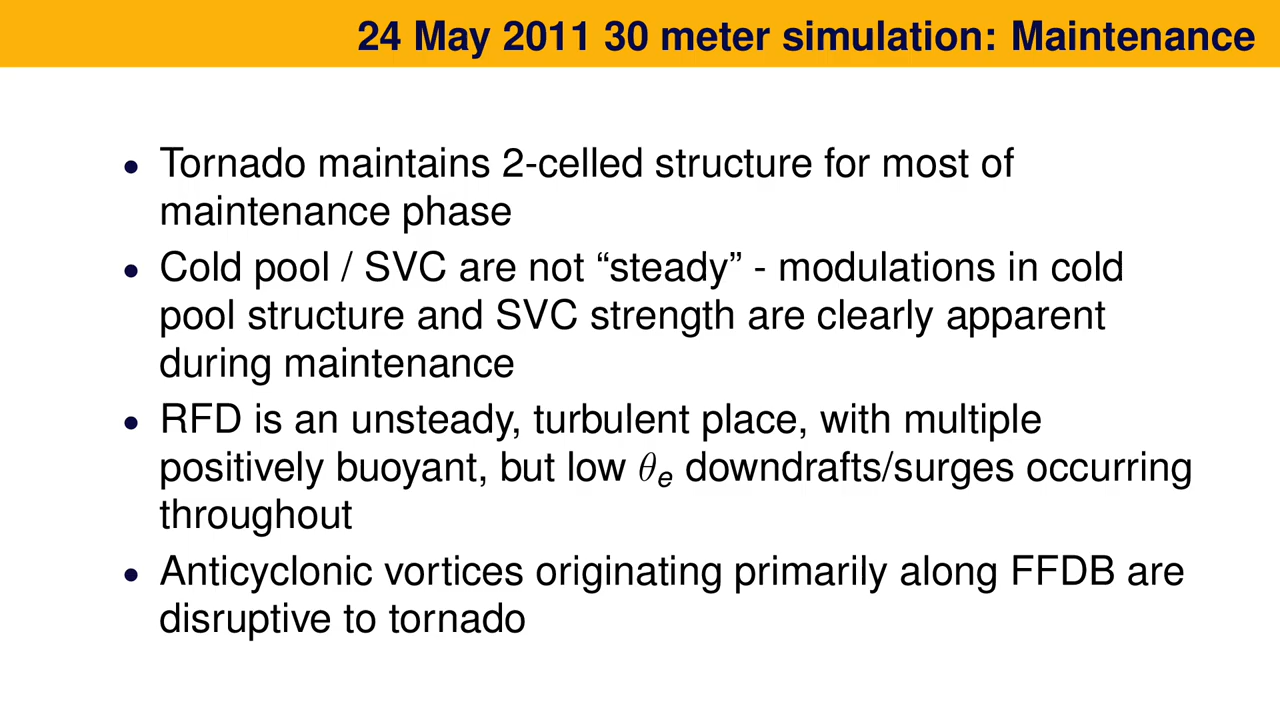 24 May 2011 30 meter simulation: Maintenance
• Tornado maintains 2-celled structure for most of
maintenance phase
• Cold pool / SVC are not “steady” - modulations in cold
pool structure and SVC strength are clearly apparent
during maintenance
• RFD is an unsteady, turbulent place, with multiple
positively buoyant, but low θe downdrafts/surges occurring
throughout
• Anticyclonic vortices originating primarily along FFDB are
disruptive to tornado